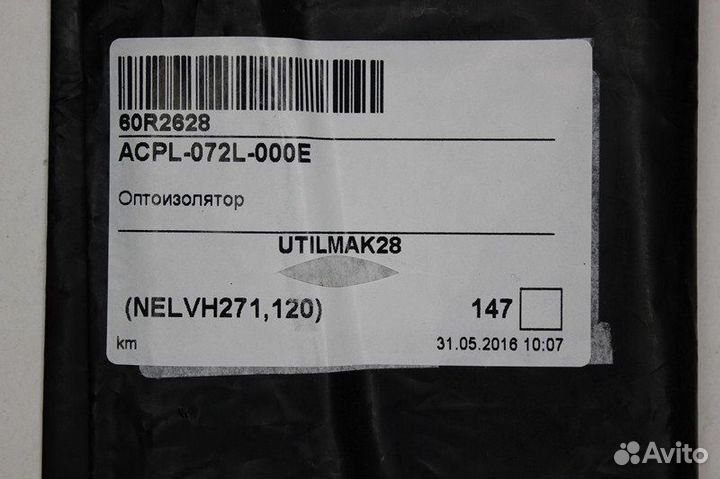 60R2628
ACPL-072L-000E
Оптоизолятор
UTILMAK28
(NELVH271,120) 147
km 31.05.2016 10:07
Avito